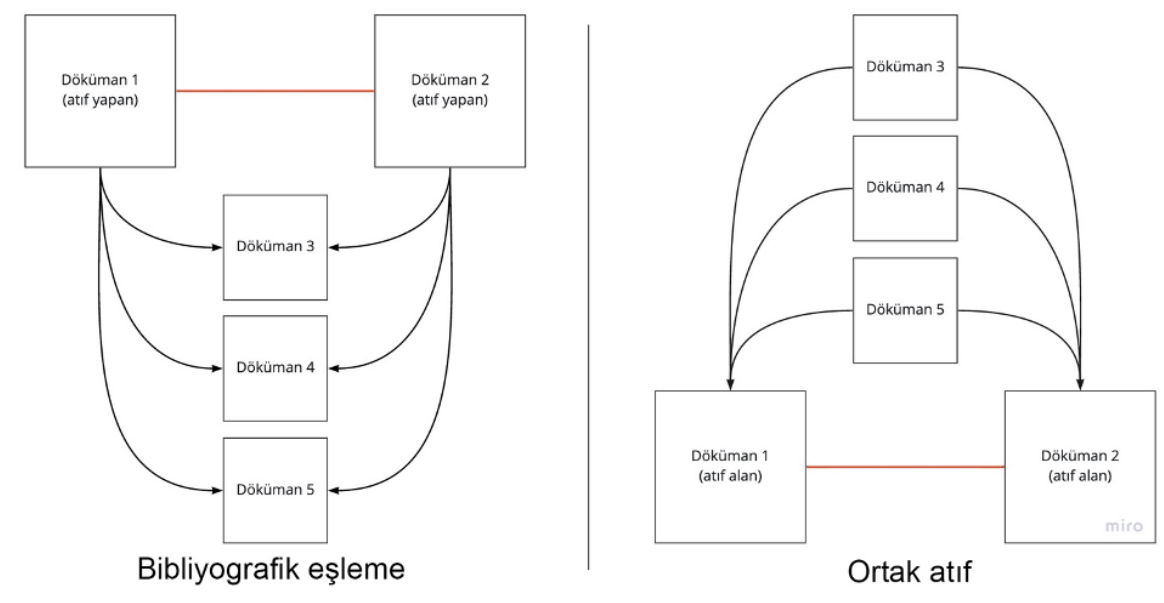 Döküman 1
(atıf yapan)
Döküman 2
(atıf yapan)
Döküman 3
Döküman 4
Döküman 5
Bibliyografik eşleme
Döküman 3
Döküman 4
Döküman 5
Döküman 1
(atıf alan)
Döküman 2
(atıf alan)
miro
Ortak atıf